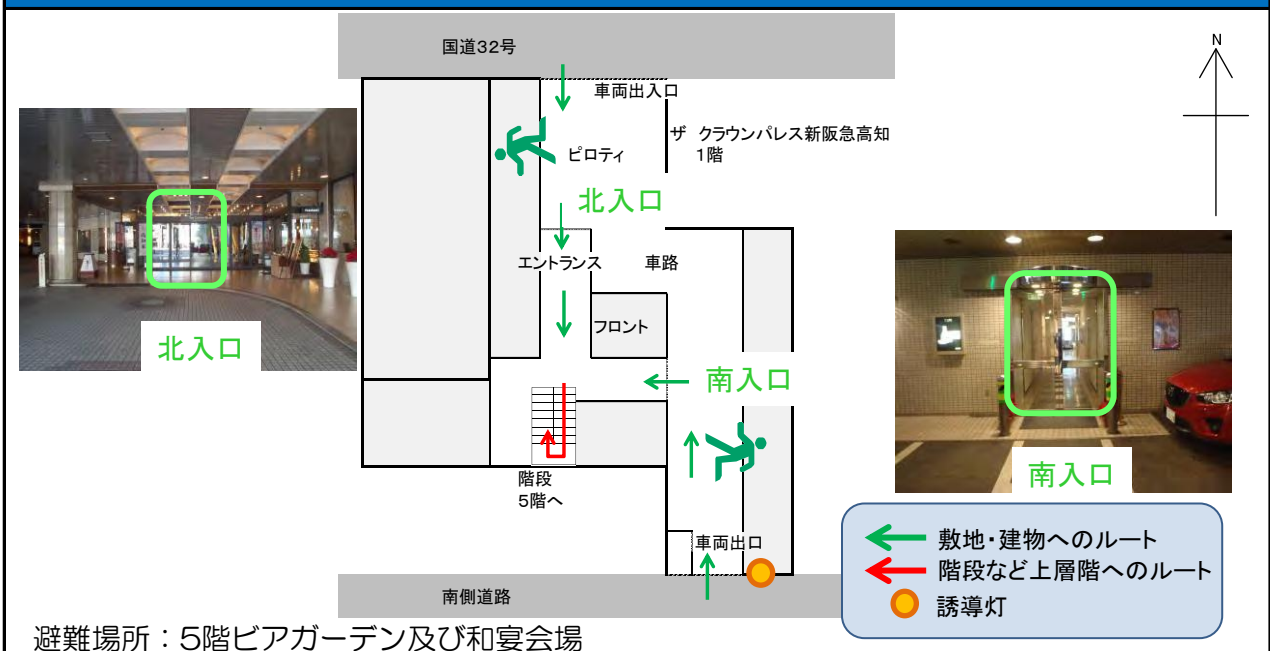 国道32号
N
車両出入口
ザ クラウンパレス新阪急高知
1階
ピロティ
北入口
エントランス
車路
フロント
北入口
南入口
階段
5階へ
南入口
車両出口
敷地・建物へのルート
階段など上層階へのルート
誘導灯
南側道路
避難場所：5階ビアガーデン及び和宴会場